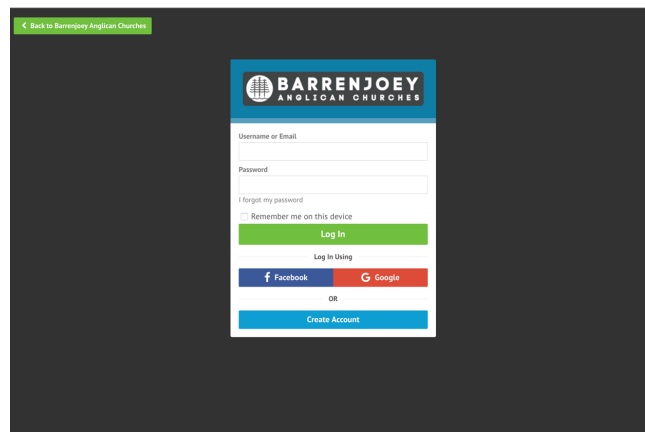 Back to Barrenjoey Anglican Churches
BARRENJOEY
ANGLICAN CHURCHES
Username or Email
Password
I forgot my password
Remember me on this device
Log In
Log In Using
Facebook
Google
OR
Create Account